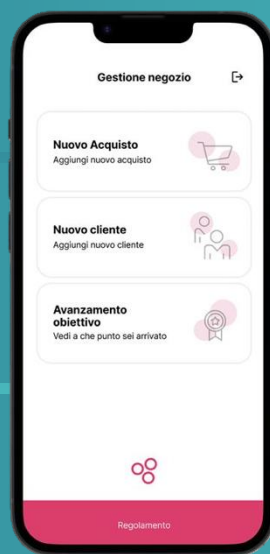 Gestione negozio
Nuovo Acquisto
Aggiungi nuovo acquisto
Nuovo cliente
Aggiungi nuovo cliente
Avanzamento
obiettivo
Vedi a che punto sei arrivato
Regolamento